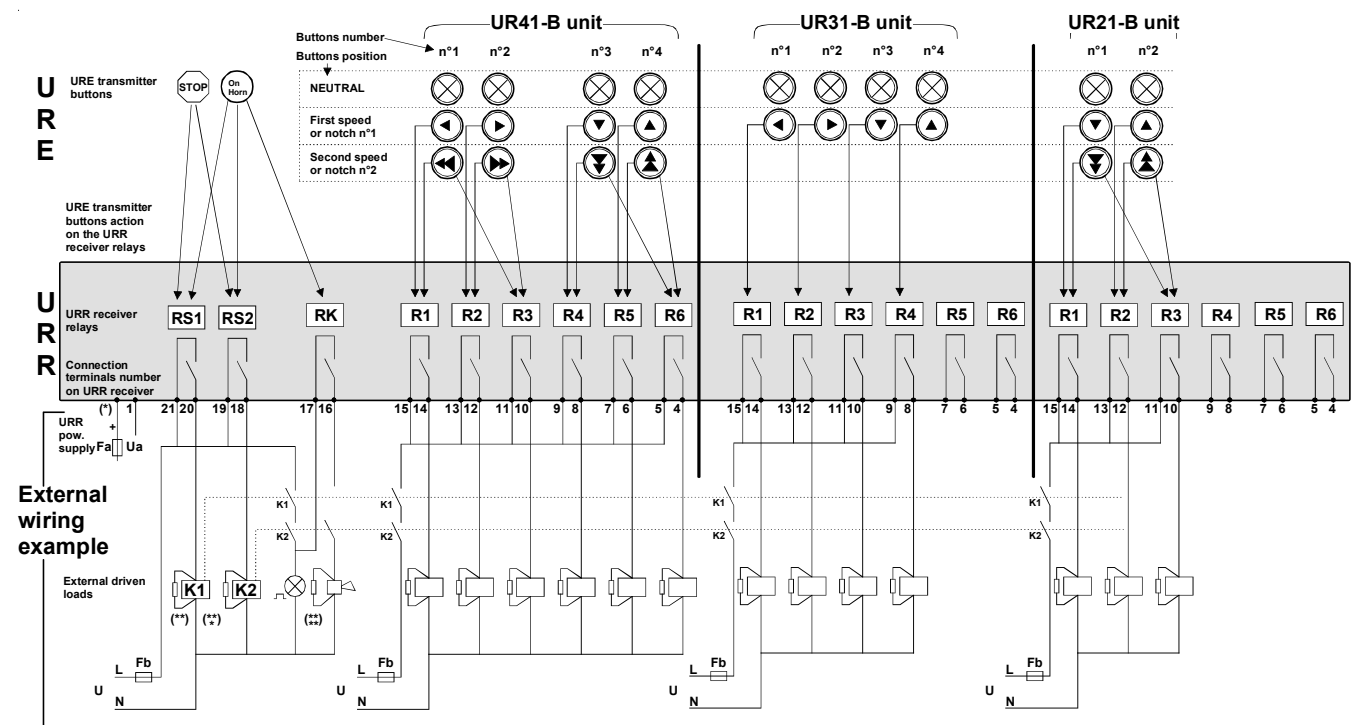 UR41-B unit UR31-B unit UR21-B unit
Buttons number n°1 n°2 n°3 n°4 n°1 n°2 n°3 n°4 n°1 n°2
Buttons position
URE
URE transmitter
buttons
STOP
On
Horn
NEUTRAL
First speed
or notch n°1
Second speed
or notch n°2
URE transmitter
buttons action
on the URR
receiver relays
URR
URR receiver
relays
RS1 RS2 RK R1 R2 R3 R4 R5 R6 R1 R2 R3 R4 R5 R6 R1 R2 R3 R4 R5 R6
Connection
terminals number
on URR receiver
(*) 1 21 20 19 18 17 16 15 14 13 12 11 10 9 8 7 6 5 4 15 14 13 12 11 10 9 8 7 6 5 4 15 14 13 12 11 10 9 8 7 6 5 4
URR
pow.
supply
+
Fa Ua
External
wiring
example
K1 K1 K1 K1
K2 K2 K2 K2
External driven
loads
K1 K2
(**) (***) (****)
L Fb L Fb L Fb L Fb
U U U U
N N N N